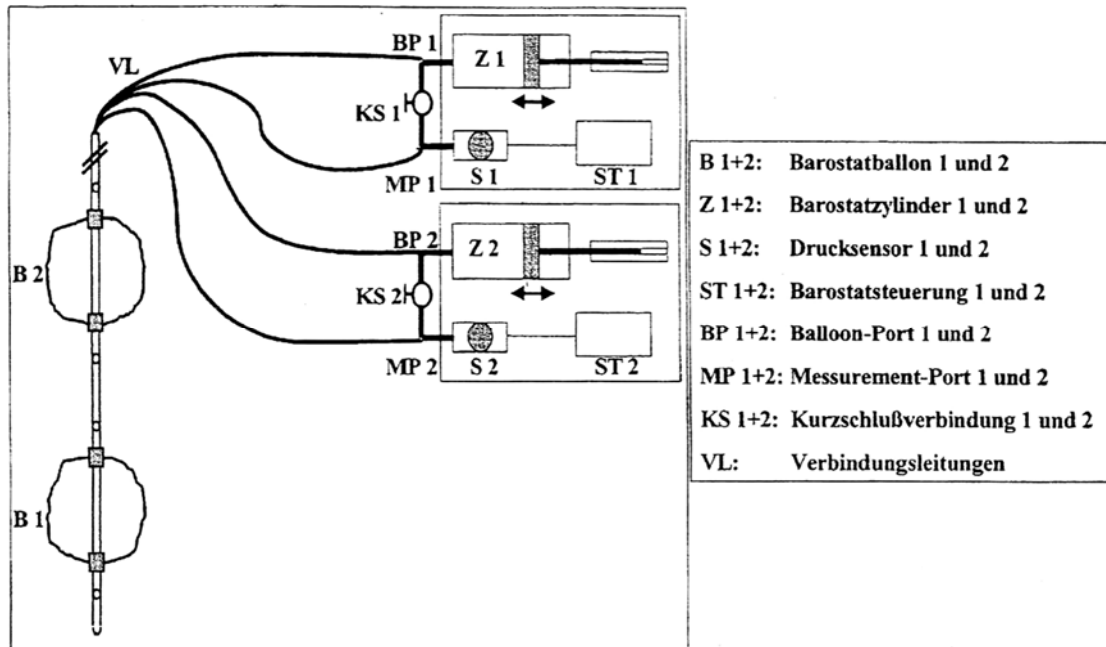 BP 1
Z 1
VL
KS 1
MP 1
S 1
ST 1
BP 2
Z 2
B 2
KS 2
MP 2
S 2
ST 2
B 1
B 1+2: Barostatballon 1 und 2
Z 1+2: Barostatzylinder 1 und 2
S 1+2: Drucksensor 1 und 2
ST 1+2: Barostatsteuerung 1 und 2
BP 1+2: Balloon-Port 1 und 2
MP 1+2: Messurement-Port 1 und 2
KS 1+2: Kurzschlußverbindung 1 und 2
VL: Verbindungsleitungen